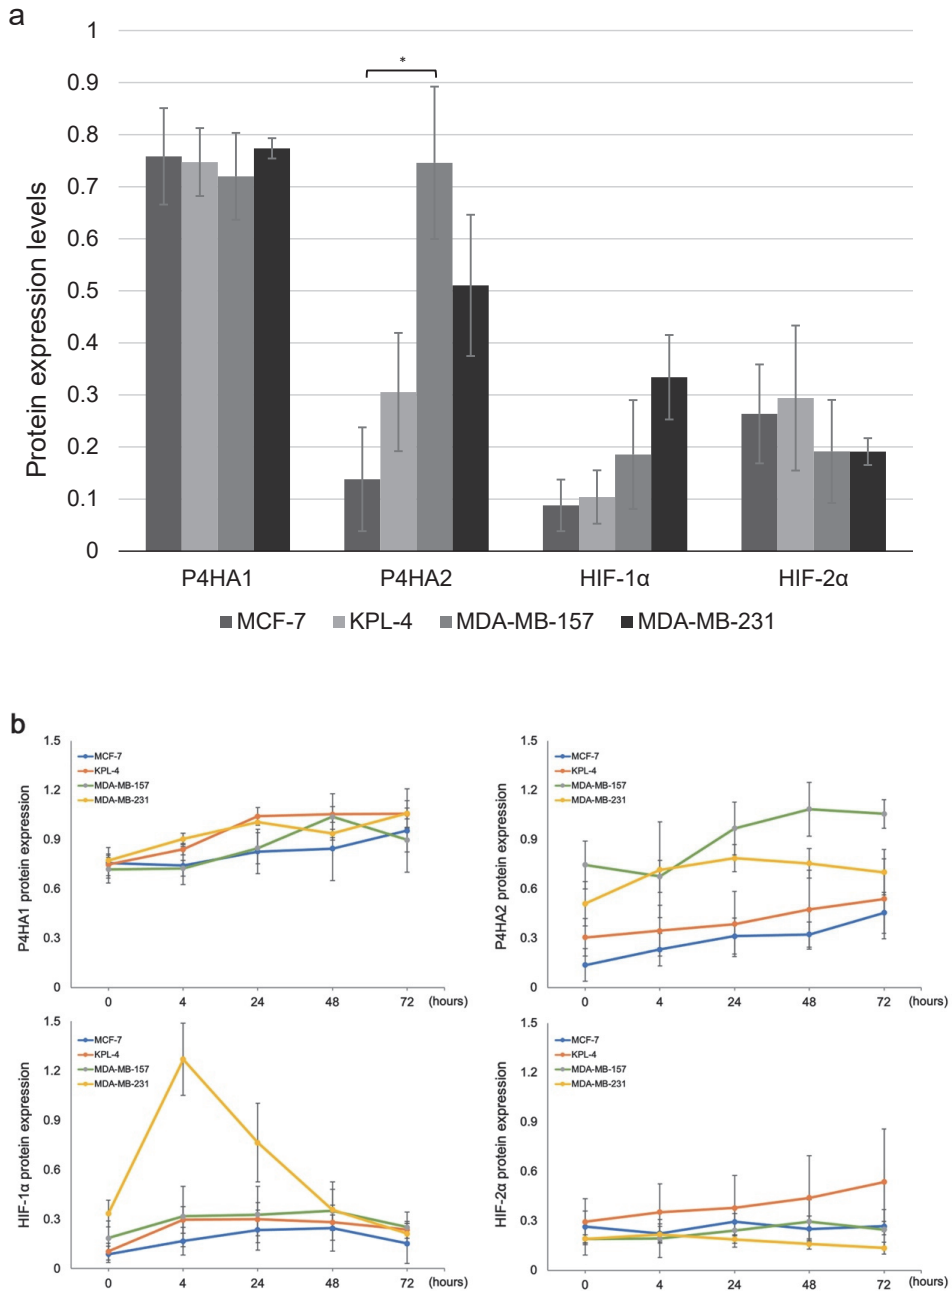 a
Protein expression levels
1
0.9
0.8
0.7
0.6
0.5
0.4
0.3
0.2
0.1
0
*
P4HA1 P4HA2 HIF-1α HIF-2α
MCF-7 KPL-4 MDA-MB-157 MDA-MB-231
b
P4HA1 protein expression
1.5
1.2
0.9
0.6
0.3
0
MCF-7
KPL-4
MDA-MB-157
MDA-MB-231
0 4 24 48 72 (hours)
P4HA2 protein expression
1.5
1.2
0.9
0.6
0.3
0
MCF-7
KPL-4
MDA-MB-157
MDA-MB-231
0 4 24 48 72 (hours)
HIF-1α protein expression
1.5
1.2
0.9
0.6
0.3
0
MCF-7
KPL-4
MDA-MB-157
MDA-MB-231
0 4 24 48 72 (hours)
HIF-2α protein expression
1.5
1.2
0.9
0.6
0.3
0
MCF-7
KPL-4
MDA-MB-157
MDA-MB-231
0 4 24 48 72 (hours)